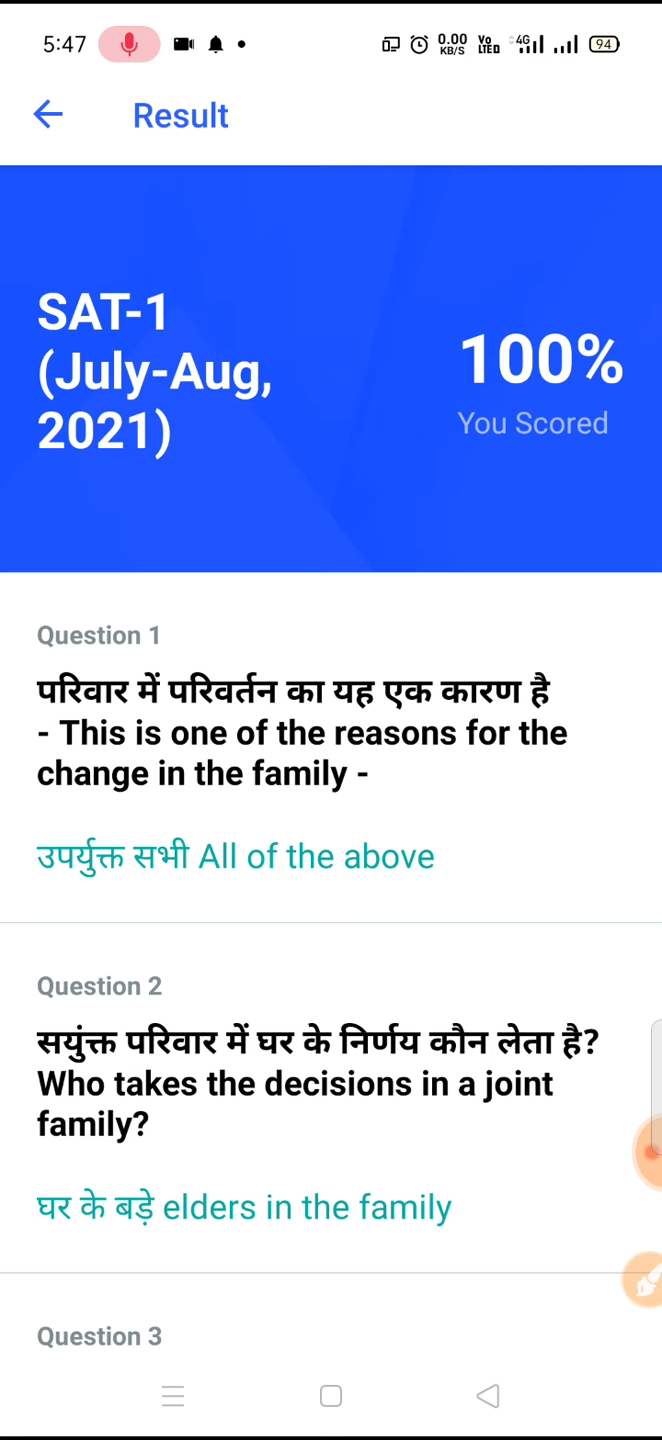 5:47
0.00 KB/S Vo LTED 4G 94
Result
SAT-1
(July-Aug,
2021)
100%
You Scored
Question 1
परिवार में परिवर्तन का यह एक कारण है
- This is one of the reasons for the
change in the family -
उपर्युक्त सभी All of the above
Question 2
सयुंक्त परिवार में घर के निर्णय कौन लेता है?
Who takes the decisions in a joint
family?
घर के बड़े elders in the family
Question 3